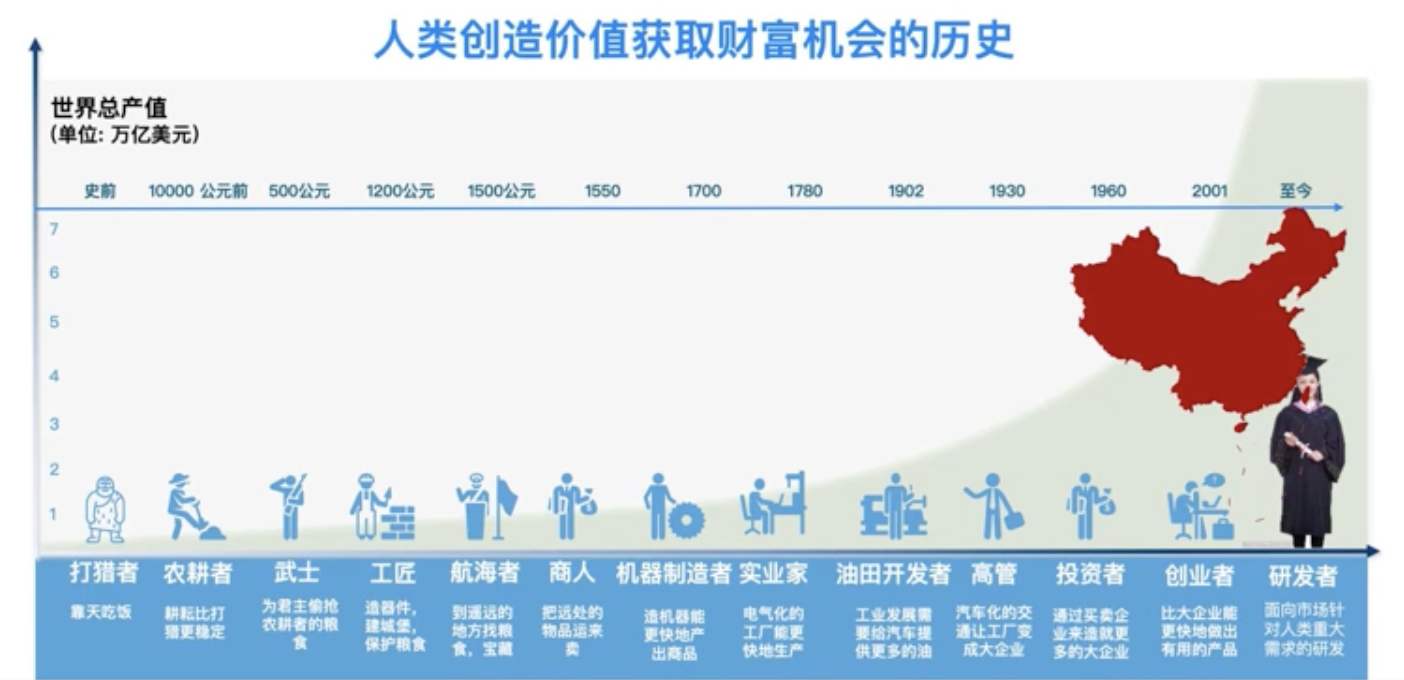 人类创造价值获取财富机会的历史
世界总产值
(单位: 万亿美元)
史前 10000 公元前 500公元 1200公元 1500公元 1550 1700 1780 1902 1930 1960 2001 至今
7
6
5
4
3
2
1
打猎者 农耕者 武士 工匠 航海者 商人 机器制造者 实业家 油田开发者 高管 投资者 创业者 研发者
靠天吃饭
耕耘比打
猎更稳定
为君主偷抢
农耕者的粮
食
造器件，
建城堡，
保护粮食
到遥远的
地方找粮
食，宝藏
把远处的
物品运来
卖
造机器能
更快地产
出商品
电气化的
工厂能更
快地生产
工业发展需
要给汽车提
供更多的油
汽车化的交
通让工厂变
成大企业
通过买卖企
业来造就更
多的大企业
比大企业能
更快地做出
有用的产品
面向市场针
对人类重大
需求的研发